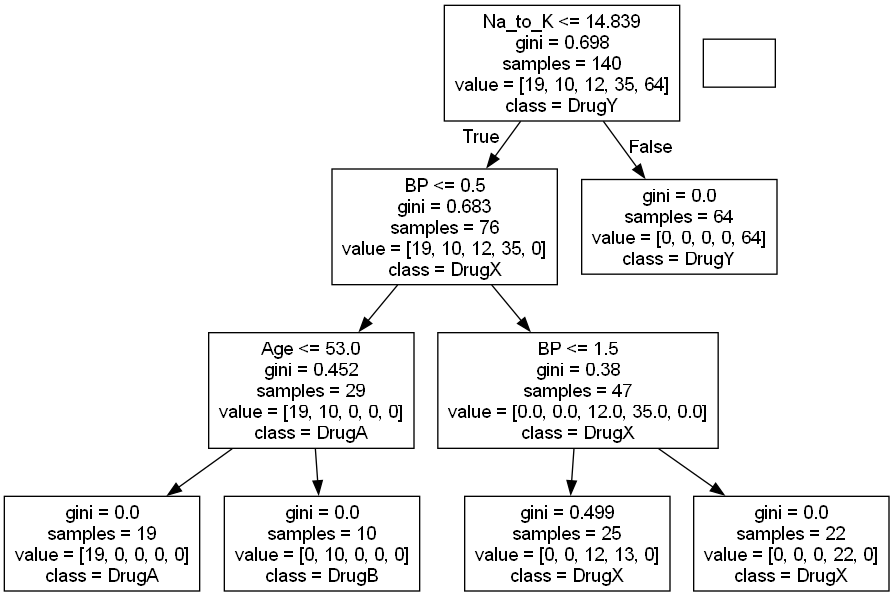 Na_to_K <= 14.839
gini = 0.698
samples = 140
value = [19, 10, 12, 35, 64]
class = DrugY
True
False
BP <= 0.5
gini = 0.683
samples = 76
value = [19, 10, 12, 35, 0]
class = DrugX
gini = 0.0
samples = 64
value = [0, 0, 0, 0, 64]
class = DrugY
Age <= 53.0
gini = 0.452
samples = 29
value = [19, 10, 0, 0, 0]
class = DrugA
BP <= 1.5
gini = 0.38
samples = 47
value = [0.0, 0.0, 12.0, 35.0, 0.0]
class = DrugX
gini = 0.0
samples = 19
value = [19, 0, 0, 0, 0]
class = DrugA
gini = 0.0
samples = 10
value = [0, 10, 0, 0, 0]
class = DrugB
gini = 0.499
samples = 25
value = [0, 0, 12, 13, 0]
class = DrugX
gini = 0.0
samples = 22
value = [0, 0, 0, 22, 0]
class = DrugX